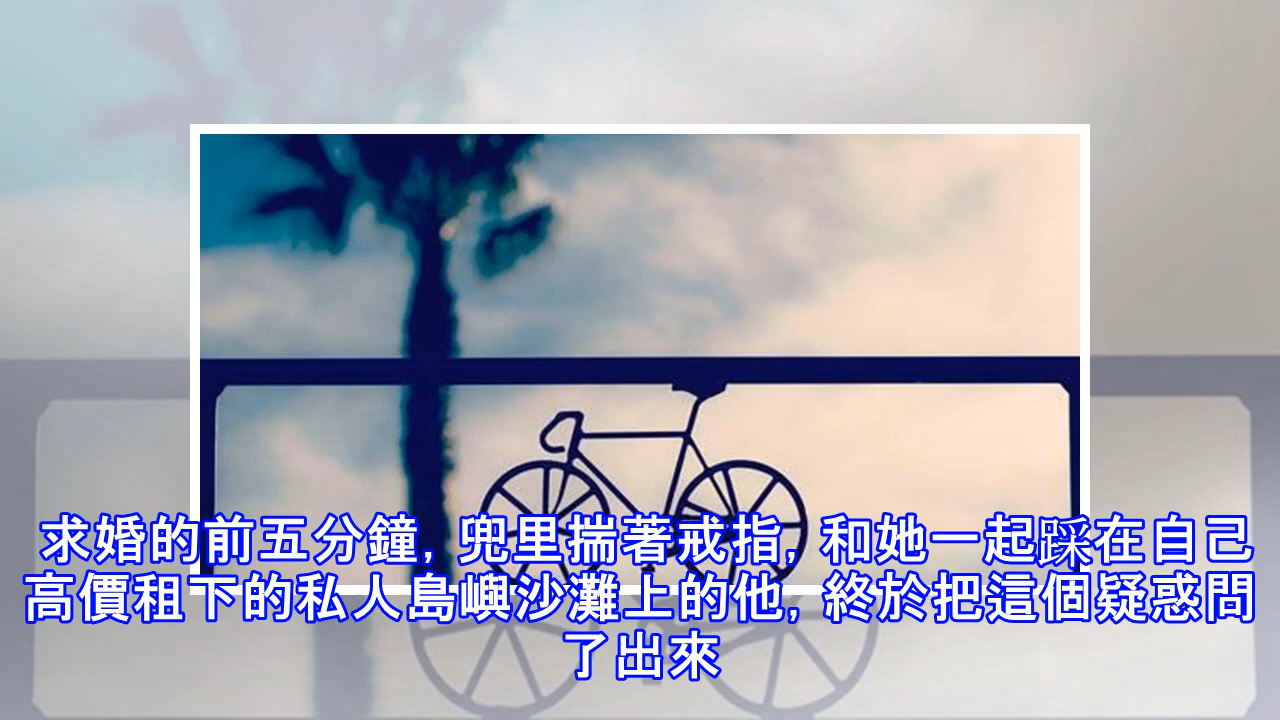 求婚的前五分鐘, 兜里揣著戒指, 和她一起踩在自己
高價租下的私人島嶼沙灘上的他, 終於把這個疑惑問
了出來